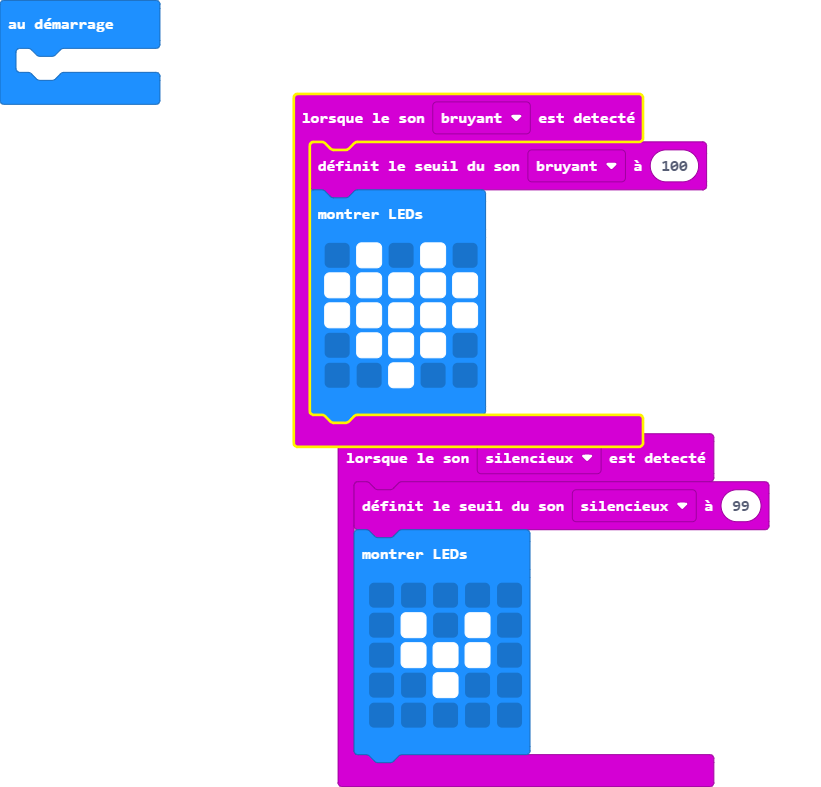 au démarrage
lorsque le son bruyant est detecté
définit le seuil du son bruyant à 100
montrer LEDs
lorsque le son silencieux est detecté
définit le seuil du son silencieux à 99
montrer LEDs